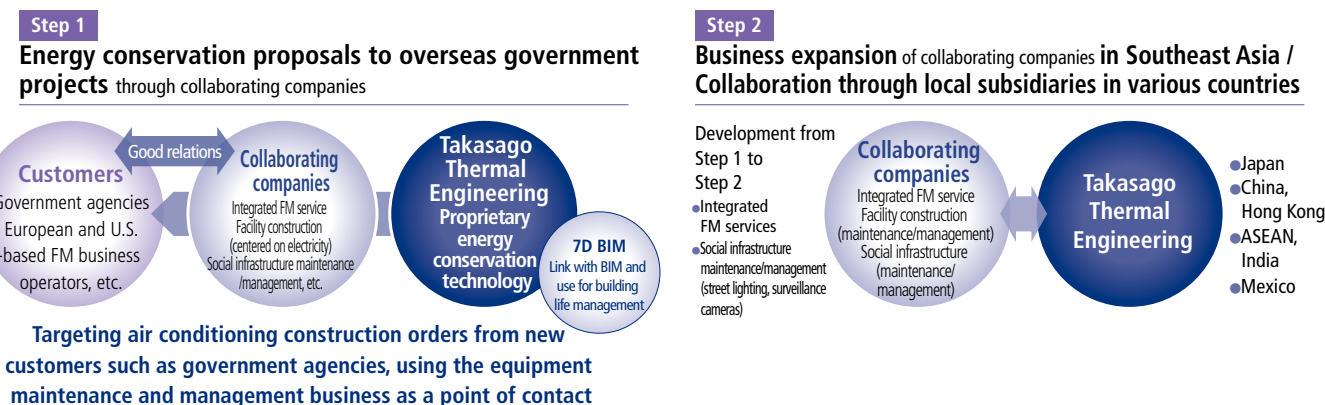 Step 1
Energy conservation proposals to overseas government
projects through collaborating companies
Customers
Government agencies
European and U.S.
-based FM business
operators, etc.
Good relations
Collaborating
companies
Integrated FM service
Facility construction
(centered on electricity)
Social infrastructure maintenance
/management, etc.
Takasago
Thermal
Engineering
Proprietary
energy
conservation
technology
7D BIM
Link with BIM and
use for building
life management
Targeting air conditioning construction orders from new
customers such as government agencies, using the equipment
maintenance and management business as a point of contact
Step 2
Business expansion of collaborating companies in Southeast Asia /
Collaboration through local subsidiaries in various countries
Development from
Step 1 to
Step 2
●Integrated
FM services
●Social infrastructure
maintenance/management
(street lighting, surveillance
cameras)
Collaborating
companies
Integrated FM service
Facility construction
(maintenance/management)
Social infrastructure
(maintenance/
management)
Takasago
Thermal
Engineering
●Japan
●China,
Hong Kong
●ASEAN,
India
●Mexico